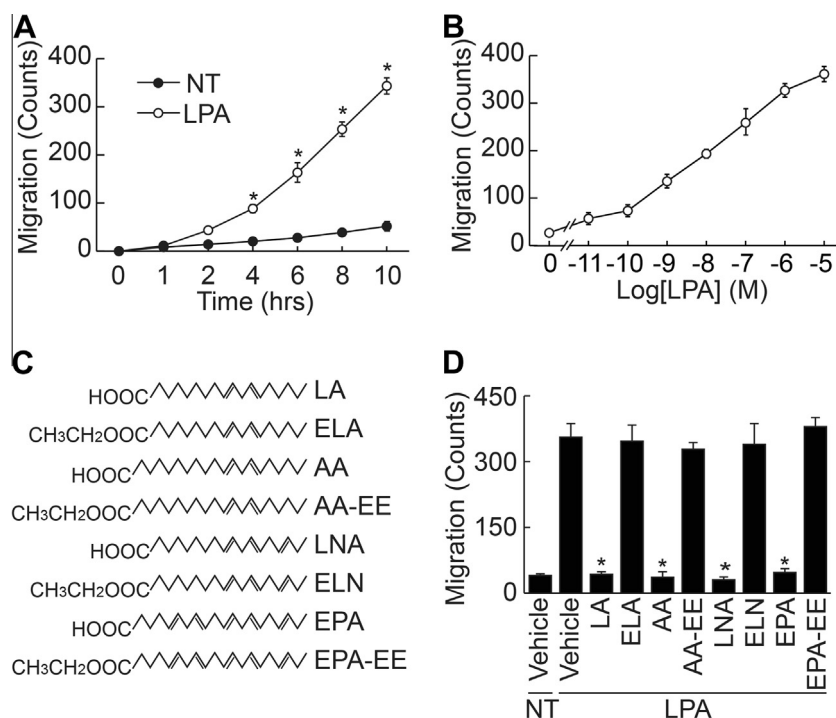 A
Migration (Counts)
400
300
200
100
0
NT
LPA
*
*
*
*
*
0 1 2 4 6 8 10
Time (hrs)
B
Migration (Counts)
400
300
200
100
0
0 -11 -10 -9 -8 -7 -6 -5
Log[LPA] (M)
C
HOOC LA
CH3CH2OOC ELA
HOOC AA
CH3CH2OOC AA-EE
HOOC LNA
CH3CH2OOC ELN
HOOC EPA
CH3CH2OOC EPA-EE
D
Migration (Counts)
450
300
150
0
* * * *
Vehicle
Vehicle
LA
ELA
AA
AA-EE
LNA
ELN
EPA
EPA-EE
NT LPA